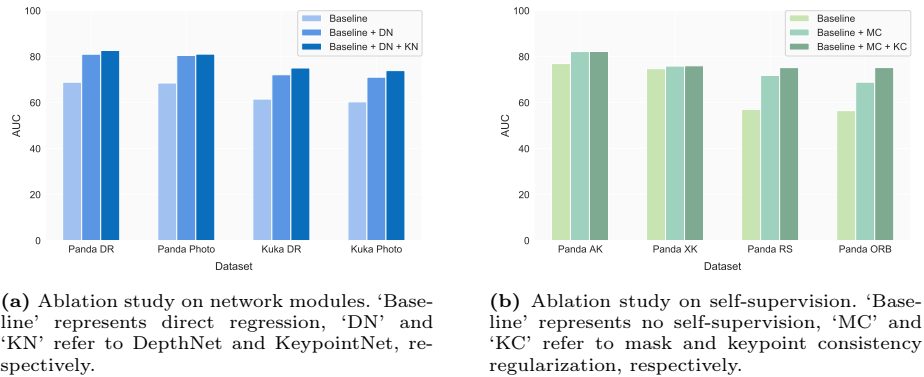 100
80
60
40
20
0
AUC
Baseline
Baseline + DN
Baseline + DN + KN
Panda DR
Panda Photo
Kuka DR
Kuka Photo
Dataset
(a) Ablation study on network modules. ‘Base-
line’ represents direct regression, ‘DN’ and
‘KN’ refer to DepthNet and KeypointNet, re-
spectively.
100
80
60
40
20
0
AUC
Baseline
Baseline + MC
Baseline + MC + KC
Panda AK
Panda XK
Panda RS
Panda ORB
Dataset
(b) Ablation study on self-supervision. ‘Base-
line’ represents no self-supervision, ‘MC’ and
‘KC’ refer to mask and keypoint consistency
regularization, respectively.